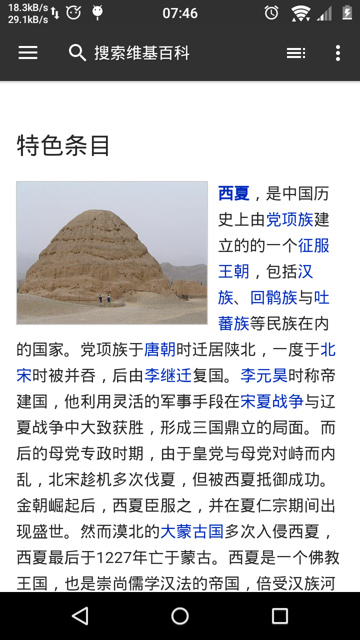 18.3kB/s
29.1kB/s
07:46
搜索维基百科
特色条目
西夏，是中国历
史上由党项族建
立的的一个征服
王朝，包括汉
族、回鹘族与吐
蕃族等民族在内
的国家。党项族于唐朝时迁居陕北，一度于北
宋时被并吞，后由李继迁复国。李元昊时称帝
建国，他利用灵活的军事手段在宋夏战争与辽
夏战争中大致获胜，形成三国鼎立的局面。而
后的母党专政时期，由于皇党与母党对峙而内
乱，北宋趁机多次伐夏，但被西夏抵御成功。
金朝崛起后，西夏臣服之，并在夏仁宗期间出
现盛世。然而漠北的大蒙古国多次入侵西夏，
西夏最后于1227年亡于蒙古。西夏是一个佛教
王国，也是崇尚儒学汉法的帝国，倍受汉族河